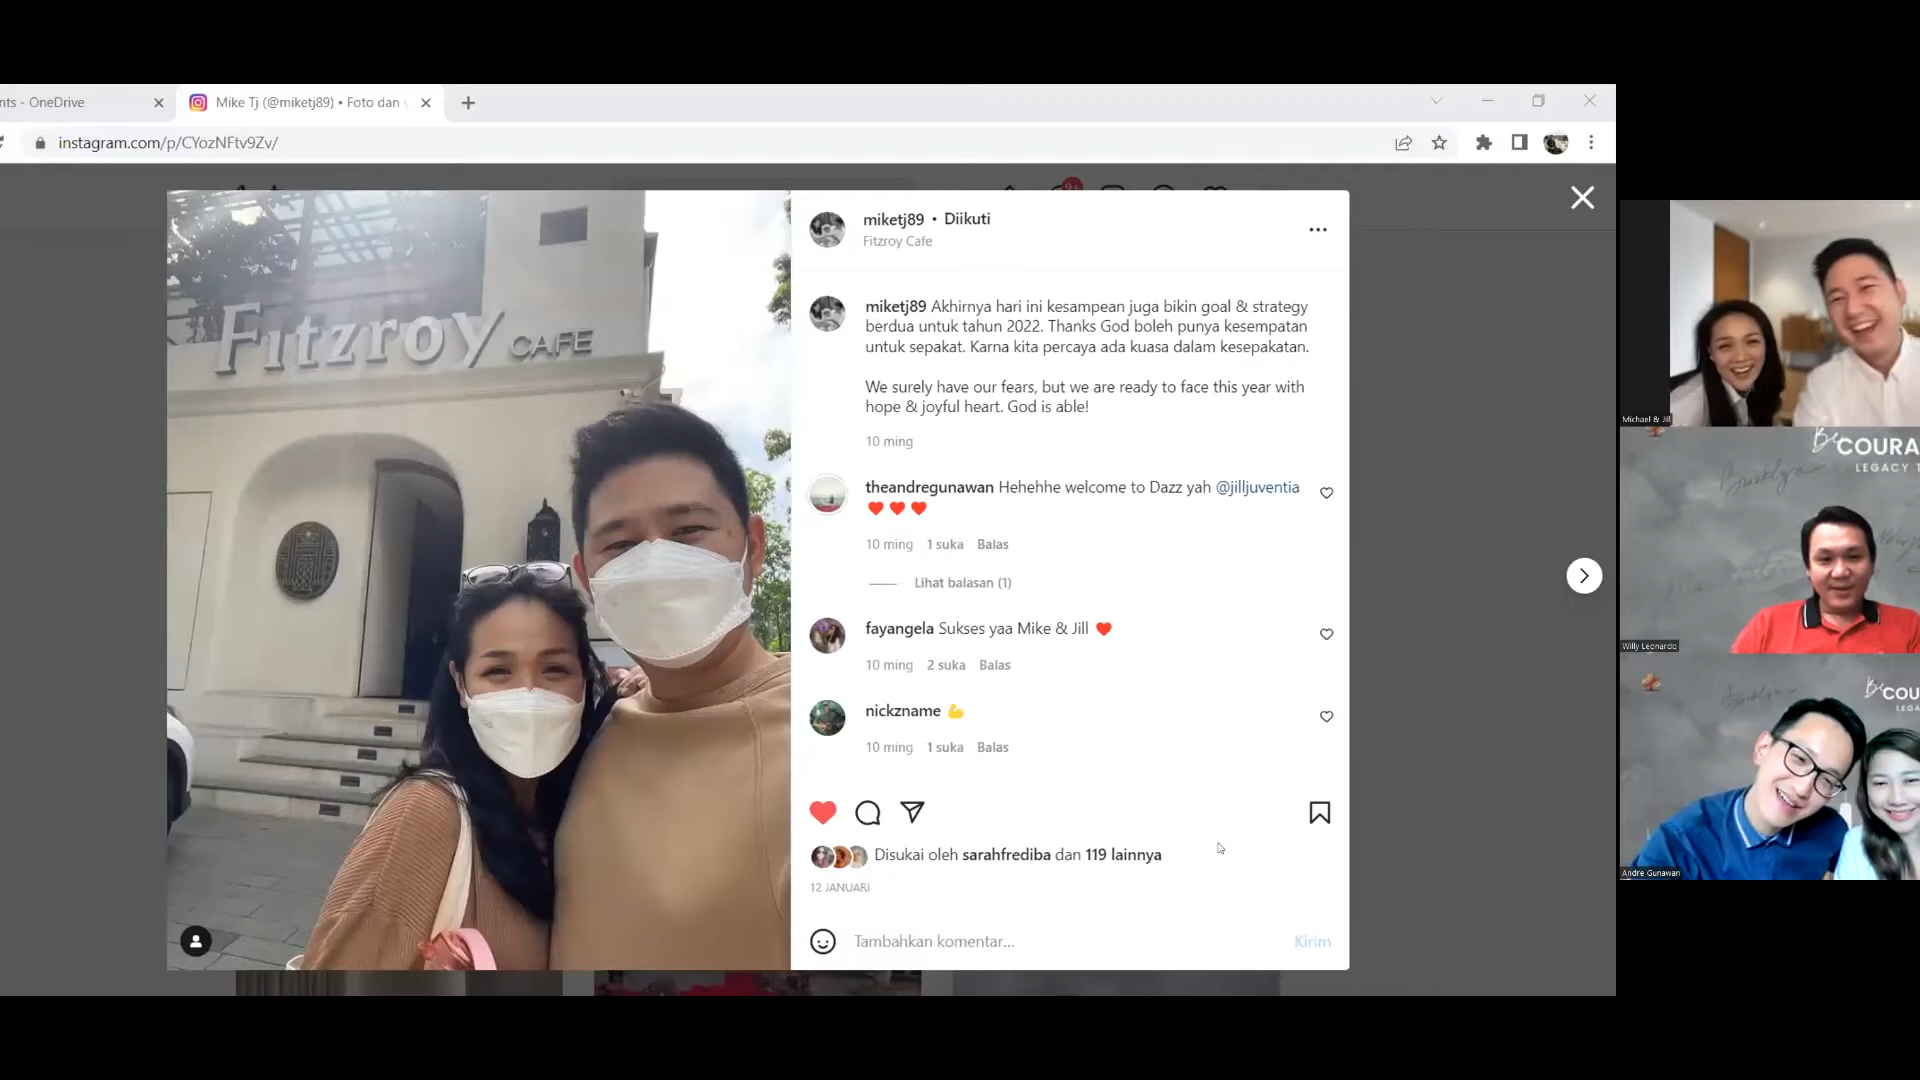 nts - OneDrive
Mike Tj (@miketj89) • Foto dan
instagram.com/p/CYozNFtv9Zv/
Fitzroy CAFE
miketj89 • Diikuti
Fitzroy Cafe
miketj89 Akhirnya hari ini kesampean juga bikin goal & strategy
berdua untuk tahun 2022. Thanks God boleh punya kesempatan
untuk sepakat. Karna kita percaya ada kuasa dalam kesepakatan.
We surely have our fears, but we are ready to face this year with
hope & joyful heart. God is able!
10 ming
theandregunawan Hehehhe welcome to Dazz yah @jilljuventia
❤️ ❤️ ❤️
10 ming 1 suka Balas
Lihat balasan (1)
fayangela Sukses yaa Mike & Jill ❤️
10 ming 2 suka Balas
nickzname 💪
10 ming 1 suka Balas
Disukai oleh sarahfrediba dan 119 lainnya
12 JANUARI
Tambahkan komentar...
Kirim
Michael & Jill
Be COURA
LEGACY T
Brooklyn
Willy Leonardo
Be COU
LEGA
Brooklyn
Andre Gunawan